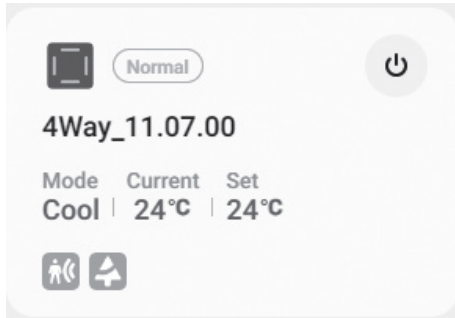 Normal
4Way_11.07.00
Mode Current Set
Cool 24℃ 24℃